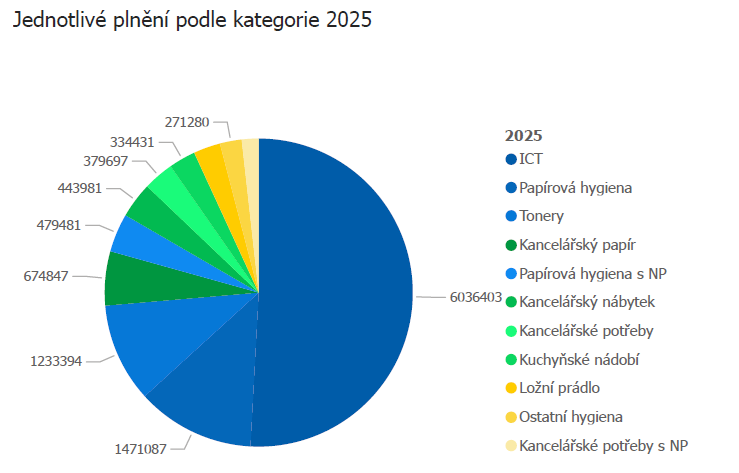 Jednotlivé plnění podle kategorie 2025
271280
334431
379697
443981
479481
674847
1233394
1471087
6036403
2025
ICT
Papírová hygiena
Tonery
Kancelářský papír
Papírová hygiena s NP
Kancelářský nábytek
Kancelářské potřeby
Kuchyňské nádobí
Ložní prádlo
Ostatní hygiena
Kancelářské potřeby s NP